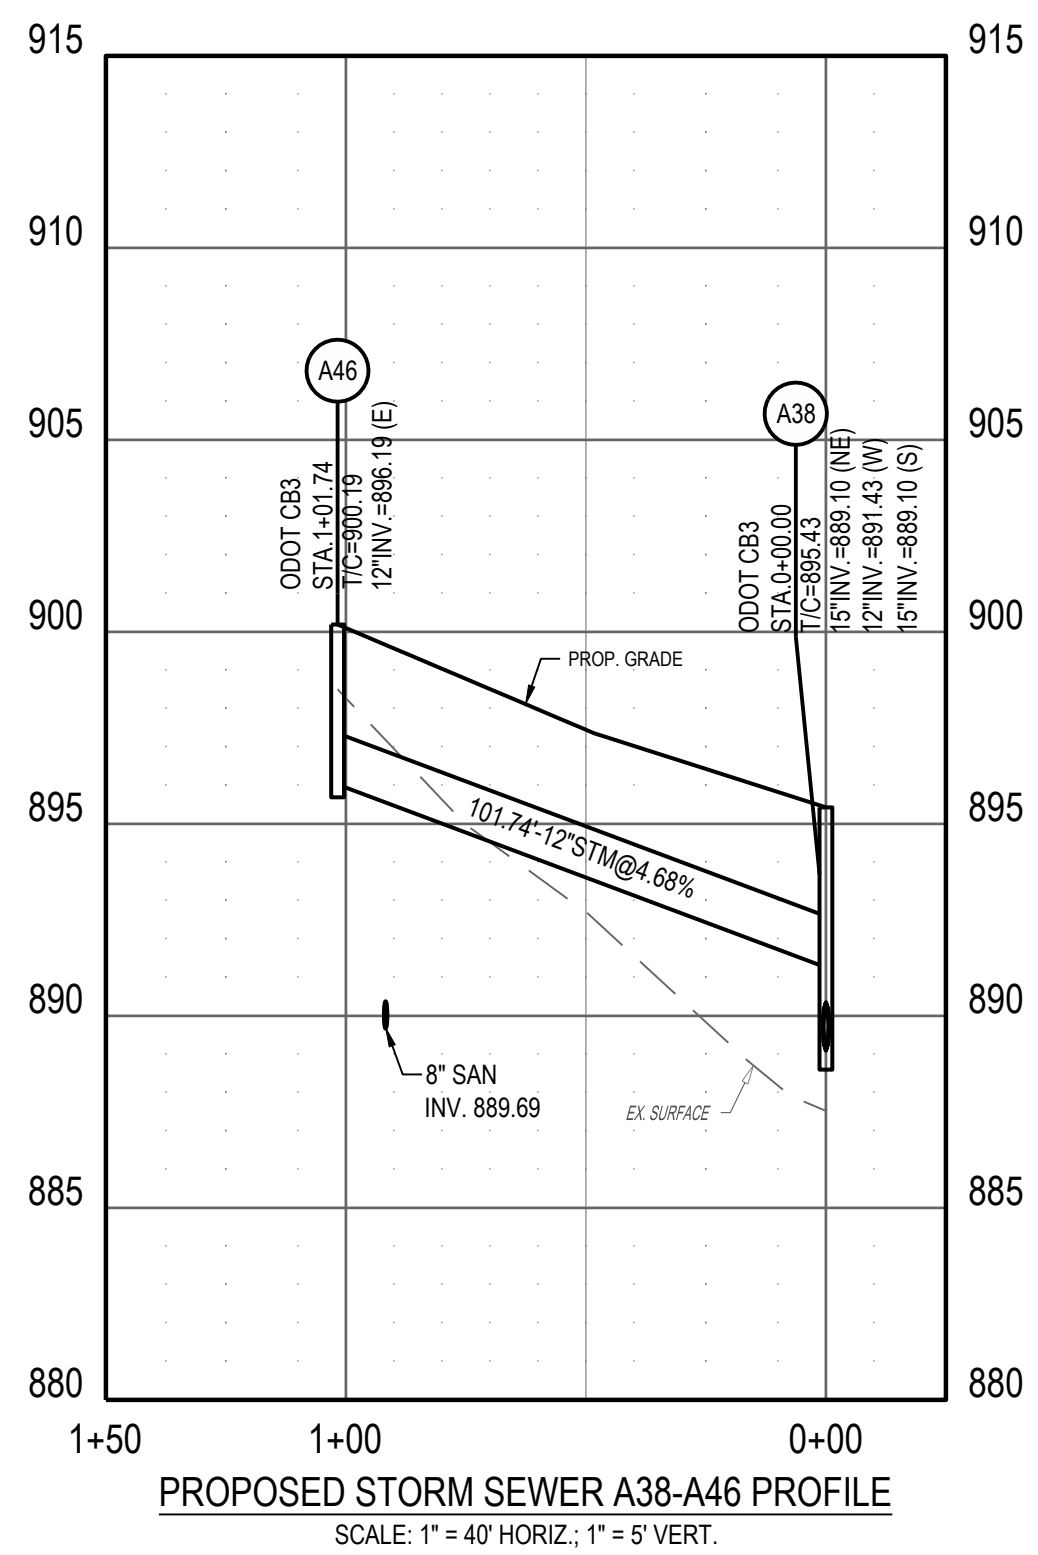 915
915
910
910
905
905
900
900
895
895
890
890
885
885
880
880
A46
ODOT CB3
STA.1+01.74
T/C=900.19
12"INV.=896.19 (E)
A38
ODOT CB3
STA.0+00.00
T/C=895.43
15"INV.=889.10 (NE)
12"INV.=891.43 (W)
15"INV.=889.10 (S)
PROP. GRADE
101.74'-12"STM@4.68%
8" SAN
INV. 889.69
EX. SURFACE
1+50
1+00
0+00
PROPOSED STORM SEWER A38-A46 PROFILE
SCALE: 1" = 40' HORIZ.; 1" = 5' VERT.